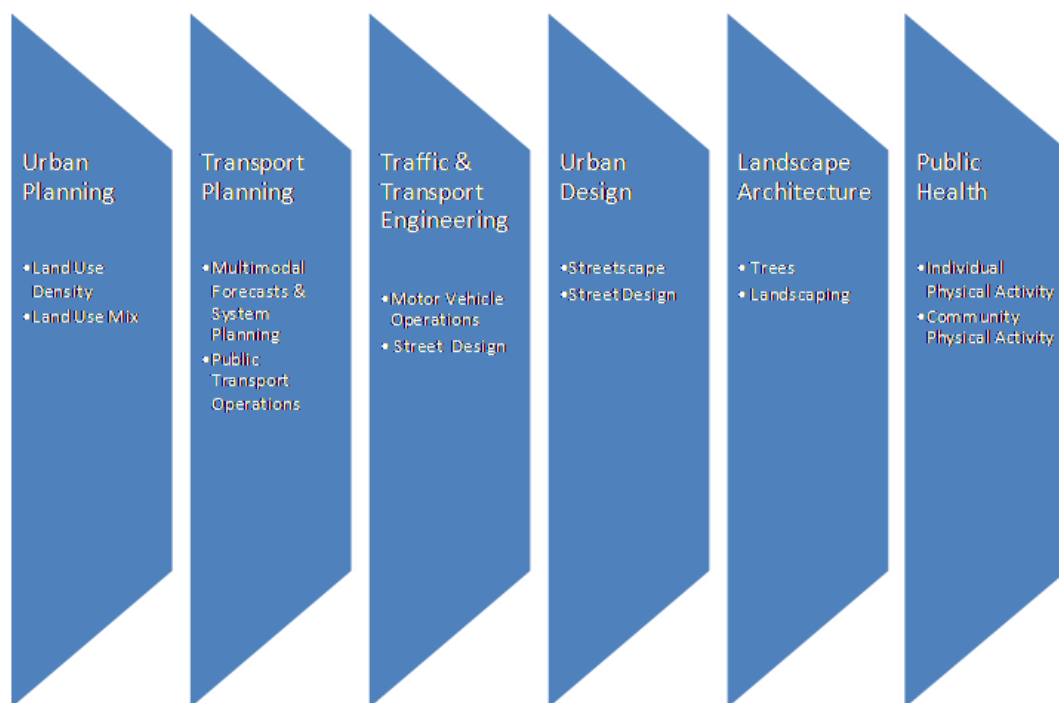 Urban
Planning
•Land Use
Density
•Land Use Mix
Transport
Planning
•Multimodal
Forecasts &
System
Planning
•Public
Transport
Operations
Traffic &
Transport
Engineering
•Motor Vehicle
Operations
• Street Design
Urban
Design
•Streetscape
•Street Design
Landscape
Architecture
• Trees
• Landscaping
Public
Health
•Individual
Physical Activity
•Community
Physical Activity